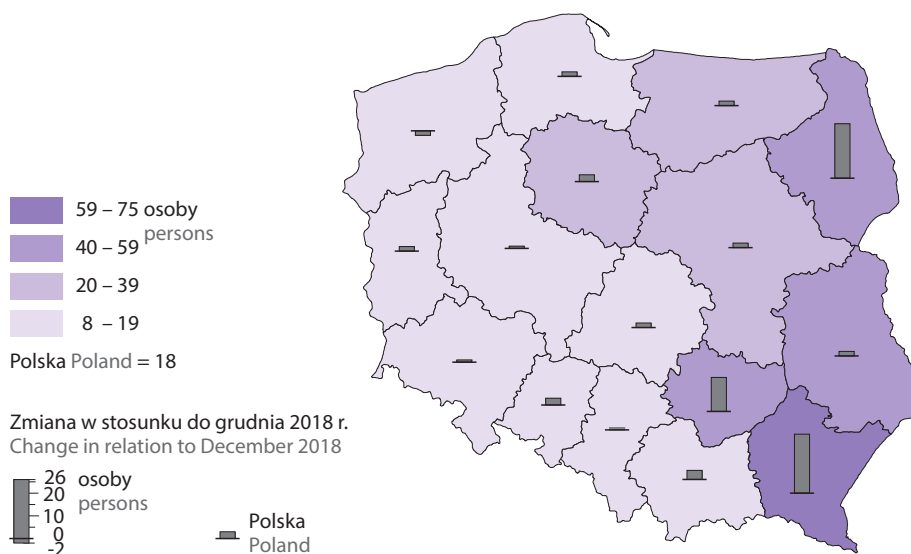 59 – 75 osoby
persons
40 – 59
20 – 39
8 – 19
Polska Poland = 18
Zmiana w stosunku do grudnia 2018 r.
Change in relation to December 2018
26 osoby
20 persons
10
0
-2
Polska
Poland